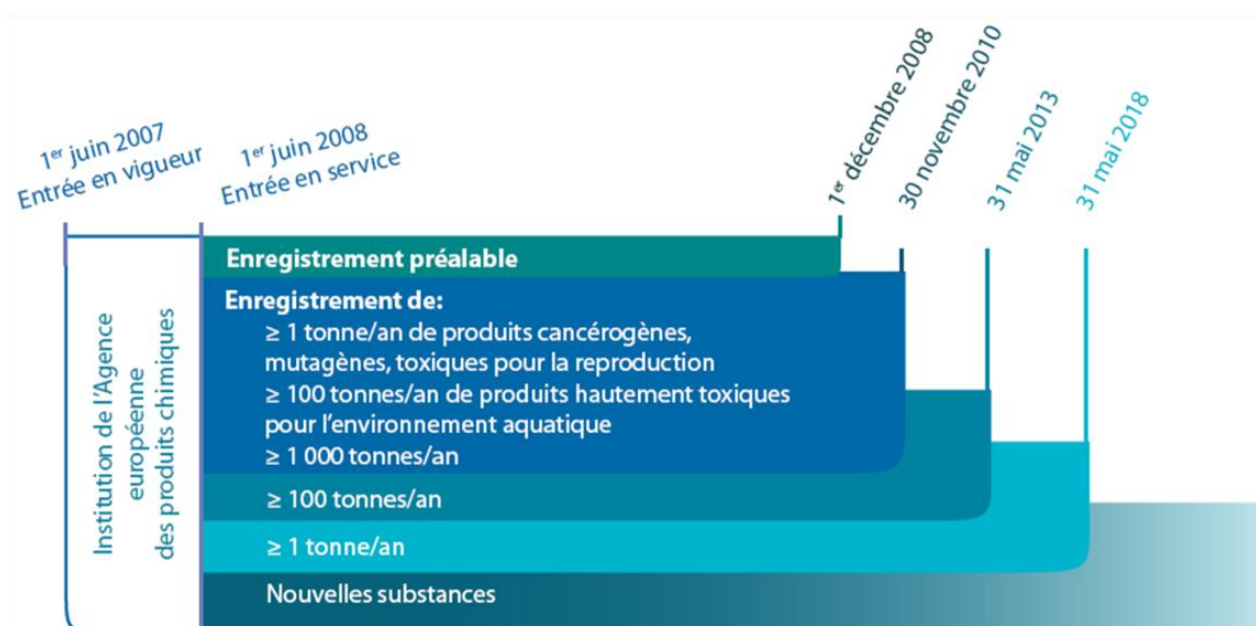 1er juin 2007
Entrée en vigueur
1er juin 2008
Entrée en service
1er décembre 2008
30 novembre 2010
31 mai 2013
31 mai 2018
Institution de l’Agence
européenne
des produits chimiques
Enregistrement préalable
Enregistrement de:
≥ 1 tonne/an de produits cancérogènes,
mutagènes, toxiques pour la reproduction
≥ 100 tonnes/an de produits hautement toxiques
pour l’environnement aquatique
≥ 1 000 tonnes/an
≥ 100 tonnes/an
≥ 1 tonne/an
Nouvelles substances